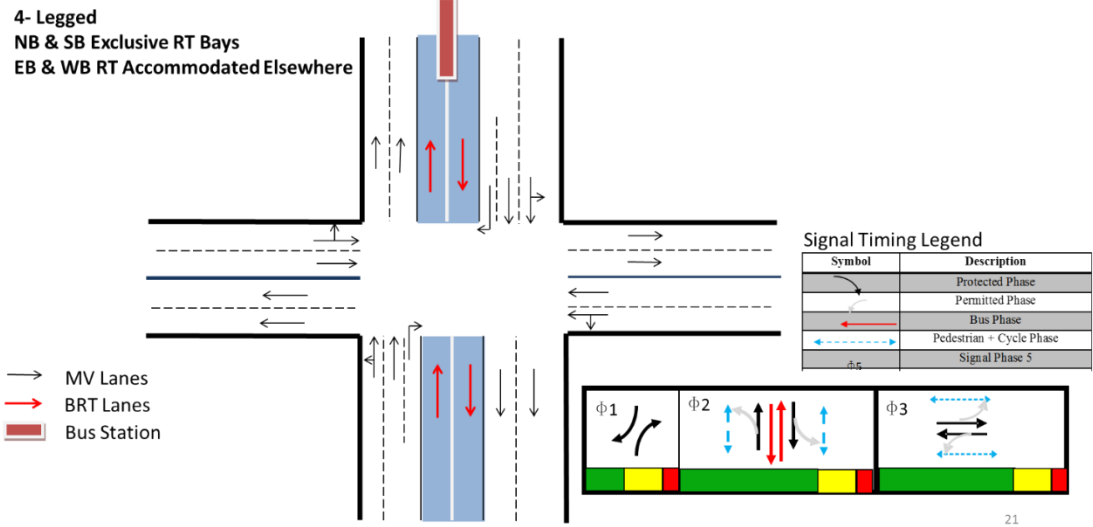 4- Legged
NB & SB Exclusive RT Bays
EB & WB RT Accommodated Elsewhere
MV Lanes
BRT Lanes
Bus Station
Signal Timing Legend
Symbol Description
Protected Phase
Permitted Phase
Bus Phase
Pedestrian + Cycle Phase
Φ5 Signal Phase 5
Φ1 Φ2 Φ3
21